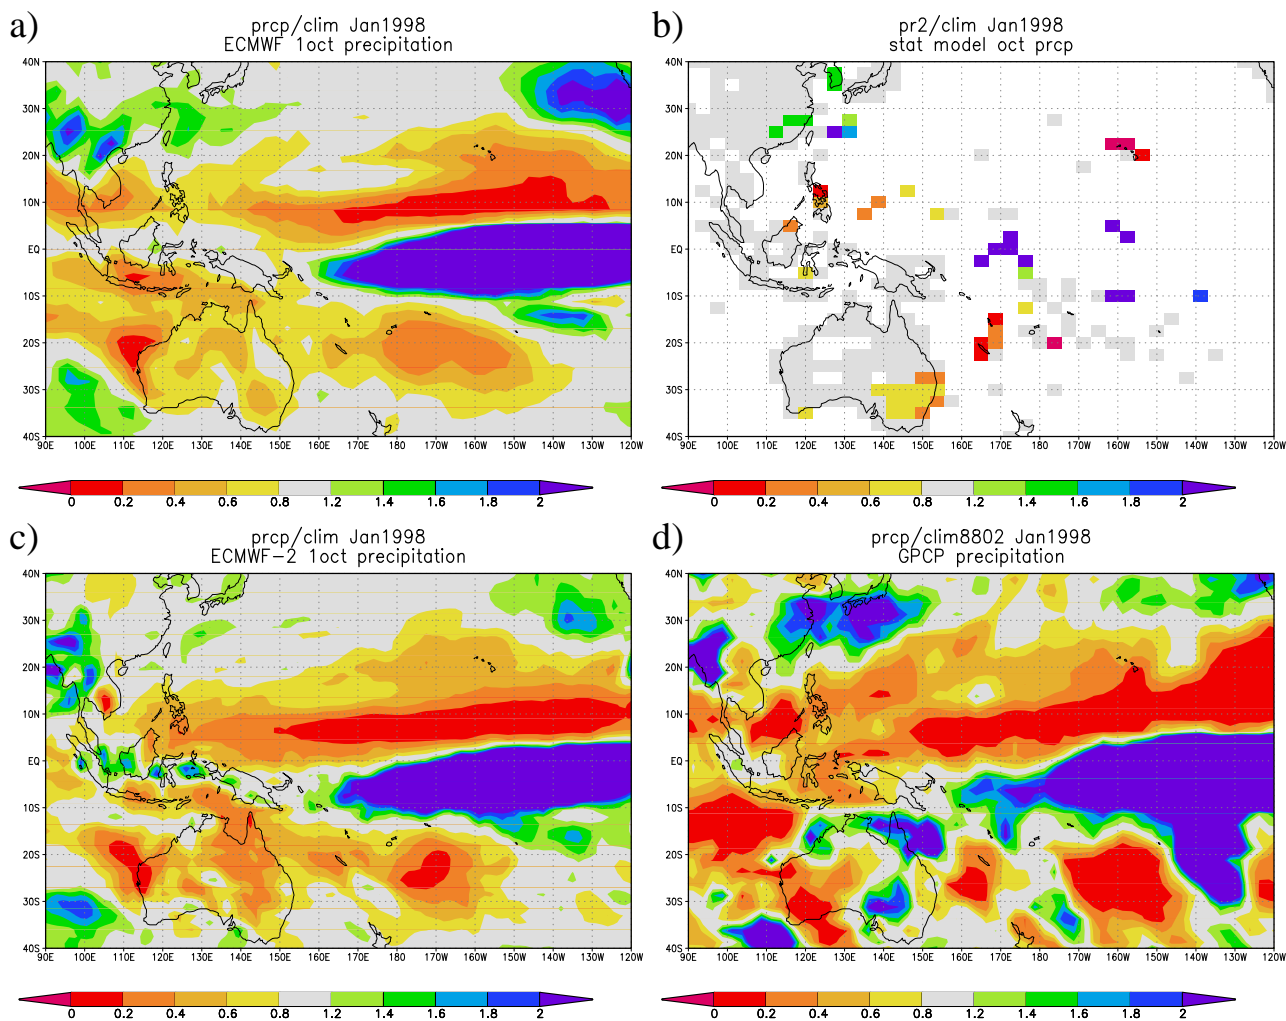 a)
prcp/clim Jan1998
ECMWF 1oct precipitation
40N
30N
20N
10N
EQ
10S
20S
30S
40S
90E 100E 110E 120E 130E 140E 150E 160E 170E 180 170W 160W 150W 140W 130W 120W
0 0.2 0.4 0.6 0.8 1.2 1.4 1.6 1.8 2
b)
pr2/clim Jan1998
stat model oct prcp
40N
30N
20N
10N
EQ
10S
20S
30S
40S
90E 100E 110E 120E 130E 140E 150E 160E 170E 180 170W 160W 150W 140W 130W 120W
0 0.2 0.4 0.6 0.8 1.2 1.4 1.6 1.8 2
c)
prcp/clim Jan1998
ECMWF-2 1oct precipitation
40N
30N
20N
10N
EQ
10S
20S
30S
40S
90E 100E 110E 120E 130E 140E 150E 160E 170E 180 170W 160W 150W 140W 130W 120W
0 0.2 0.4 0.6 0.8 1.2 1.4 1.6 1.8 2
d)
prcp/clim8802 Jan1998
GPCP precipitation
40N
30N
20N
10N
EQ
10S
20S
30S
40S
90E 100E 110E 120E 130E 140E 150E 160E 170E 180 170W 160W 150W 140W 130W 120W
0 0.2 0.4 0.6 0.8 1.2 1.4 1.6 1.8 2